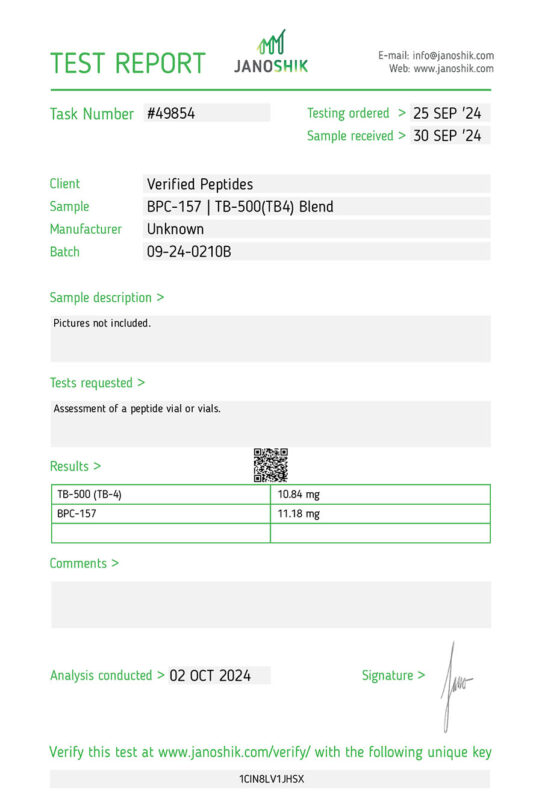 TEST REPORT
JANOSHIK
E-mail: info@janoshik.com
Web: www.janoshik.com
Task Number #49854
Testing ordered > 25 SEP '24
Sample received > 30 SEP '24
Client Verified Peptides
Sample BPC-157 | TB-500(TB4) Blend
Manufacturer Unknown
Batch 09-24-0210B
Sample description >
Pictures not included.
Tests requested >
Assessment of a peptide vial or vials.
Results >
TB-500 (TB-4) 10.84 mg
BPC-157 11.18 mg
Comments >
Analysis conducted > 02 OCT 2024
Signature >
Jano
Verify this test at www.janoshik.com/verify/ with the following unique key
1CIN8LV1JHSX